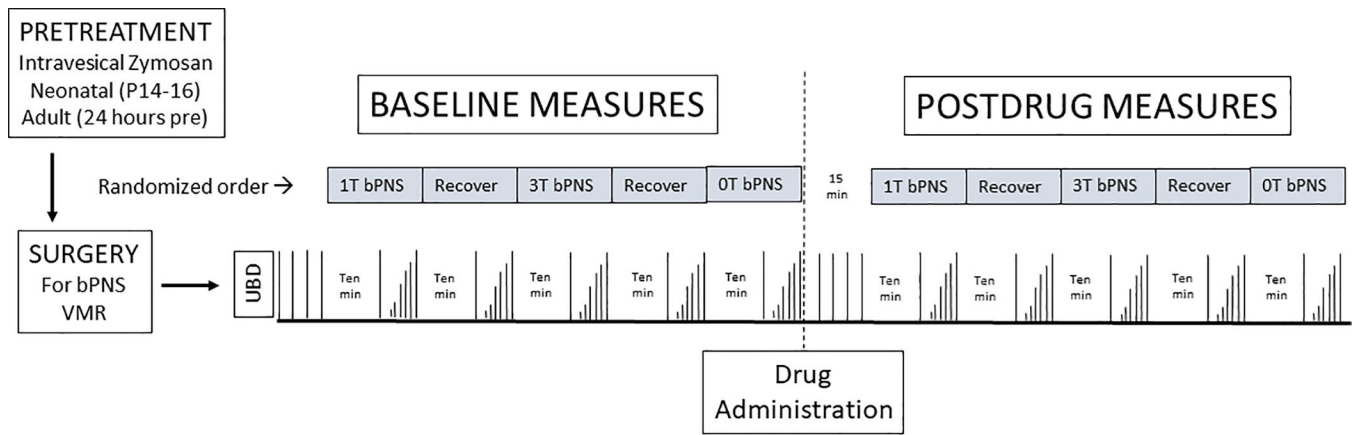 PRETREATMENT
Intravesical Zymosan
Neonatal (P14-16)
Adult (24 hours pre)
BASELINE MEASURES
POSTDRUG MEASURES
Randomized order →
1T bPNS
Recover
3T bPNS
Recover
0T bPNS
15
min
1T bPNS
Recover
3T bPNS
Recover
0T bPNS
SURGERY
For bPNS
VMR
UBD
Ten
min
Ten
min
Ten
min
Ten
min
Ten
min
Ten
min
Ten
min
Ten
min
Ten
min
Ten
min
Drug
Administration